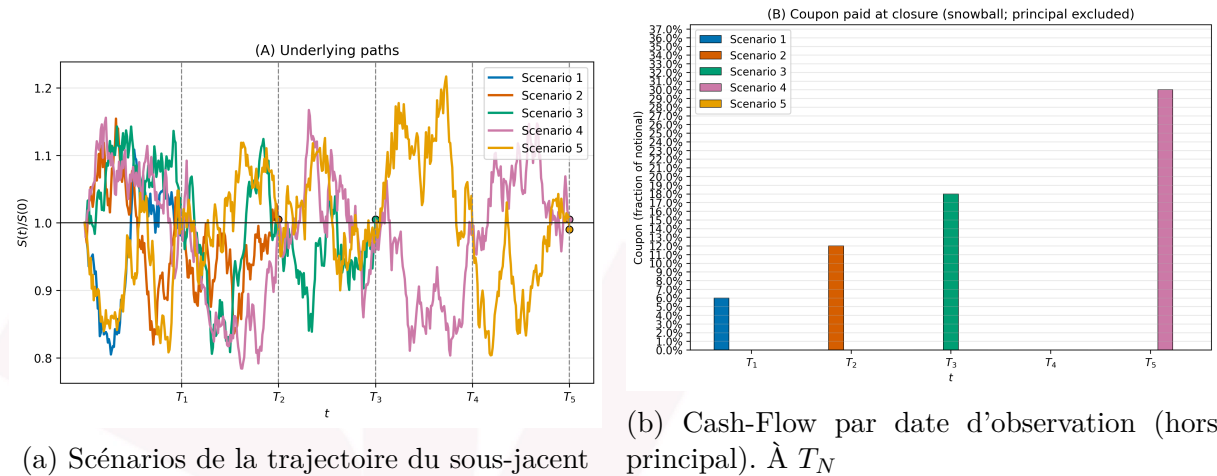 (A) Underlying paths
1.2
1.1
1.0
0.9
0.8
S(t)/S(0)
Scenario 1
Scenario 2
Scenario 3
Scenario 4
Scenario 5
T1
T2
T3
T4
T5
t
(a) Scénarios de la trajectoire du sous-jacent
(B) Coupon paid at closure (snowball; principal excluded)
37.0%
36.0%
35.0%
34.0%
33.0%
32.0%
31.0%
30.0%
29.0%
28.0%
27.0%
26.0%
25.0%
24.0%
23.0%
22.0%
21.0%
20.0%
19.0%
18.0%
17.0%
16.0%
15.0%
14.0%
13.0%
12.0%
11.0%
10.0%
9.0%
8.0%
7.0%
6.0%
5.0%
4.0%
3.0%
2.0%
1.0%
0.0%
Coupon (fraction of notional)
Scenario 1
Scenario 2
Scenario 3
Scenario 4
Scenario 5
T1
T2
T3
T4
T5
t
(b) Cash-Flow par date d'observation (hors
principal). À TN